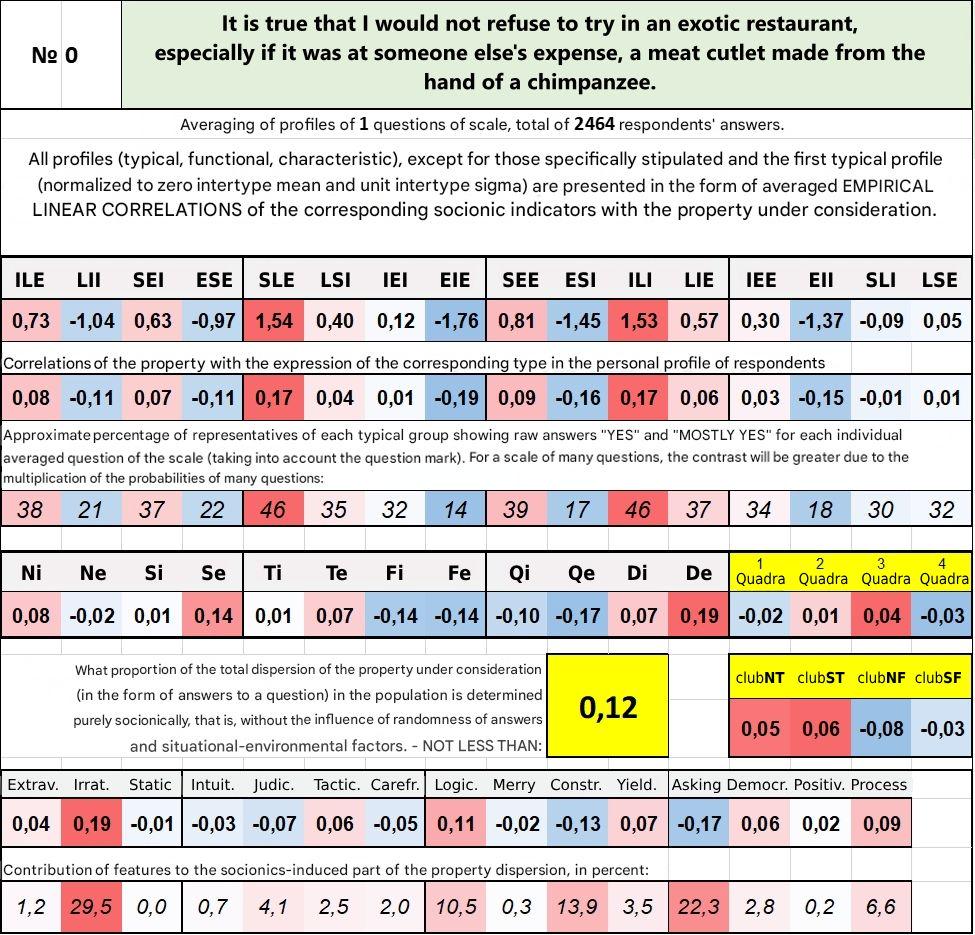 № 0
It is true that I would not refuse to try in an exotic restaurant,
especially if it was at someone else's expense, a meat cutlet made from the
hand of a chimpanzee.
Averaging of profiles of 1 questions of scale, total of 2464 respondents' answers.
All profiles (typical, functional, characteristic), except for those specifically stipulated and the first typical profile
(normalized to zero intertype mean and unit intertype sigma) are presented in the form of averaged EMPIRICAL
LINEAR CORRELATIONS of the corresponding socionic indicators with the property under consideration.
ILE LII SEI ESE SLE LSI IEI EIE SEE ESI ILI LIE IEE EII SLI LSE
0,73 -1,04 0,63 -0,97 1,54 0,40 0,12 -1,76 0,81 -1,45 1,53 0,57 0,30 -1,37 -0,09 0,05
Correlations of the property with the expression of the corresponding type in the personal profile of respondents
0,08 -0,11 0,07 -0,11 0,17 0,04 0,01 -0,19 0,09 -0,16 0,17 0,06 0,03 -0,15 -0,01 0,01
Approximate percentage of representatives of each typical group showing raw answers "YES" and "MOSTLY YES" for each individual
averaged question of the scale (taking into account the question mark). For a scale of many questions, the contrast will be greater due to the
multiplication of the probabilities of many questions:
38 21 37 22 46 35 32 14 39 17 46 37 34 18 30 32
Ni Ne Si Se Ti Te Fi Fe Qi Qe Di De 1 Quadra 2 Quadra 3 Quadra 4 Quadra
0,08 -0,02 0,01 0,14 0,01 0,07 -0,14 -0,14 -0,10 -0,17 0,07 0,19 -0,02 0,01 0,04 -0,03
What proportion of the total dispersion of the property under consideration
(in the form of answers to a question) in the population is determined
purely socionically, that is, without the influence of randomness of answers
and situational-environmental factors. - NOT LESS THAN:
0,12
clubNT clubST clubNF clubSF
0,05 0,06 -0,08 -0,03
Extrav. Irrat. Static Intuit. Judic. Tactic. Carefr. Logic. Merry Constr. Yield. Asking Democr. Positiv. Process
0,04 0,19 -0,01 -0,03 -0,07 0,06 -0,05 0,11 -0,02 -0,13 0,07 -0,17 0,06 0,02 0,09
Contribution of features to the socionics-induced part of the property dispersion, in percent:
1,2 29,5 0,0 0,7 4,1 2,5 2,0 10,5 0,3 13,9 3,5 22,3 2,8 0,2 6,6